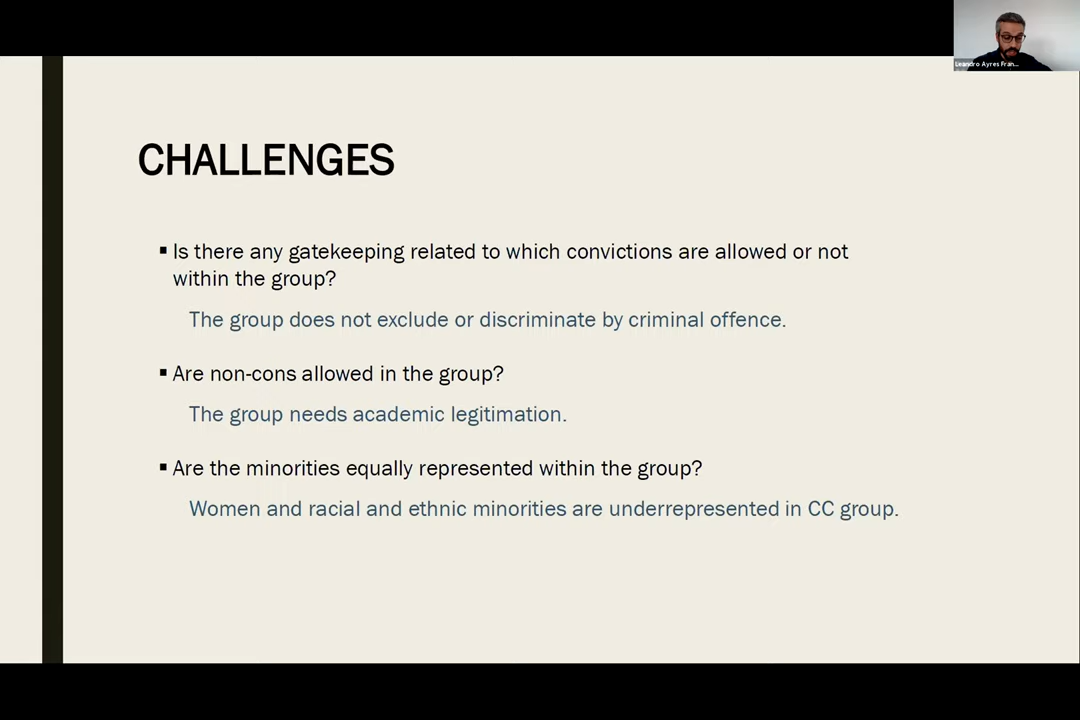 Leandro Ayres Fran...
CHALLENGES
▪ Is there any gatekeeping related to which convictions are allowed or not
within the group?
The group does not exclude or discriminate by criminal offence.
▪ Are non-cons allowed in the group?
The group needs academic legitimation.
▪ Are the minorities equally represented within the group?
Women and racial and ethnic minorities are underrepresented in CC group.